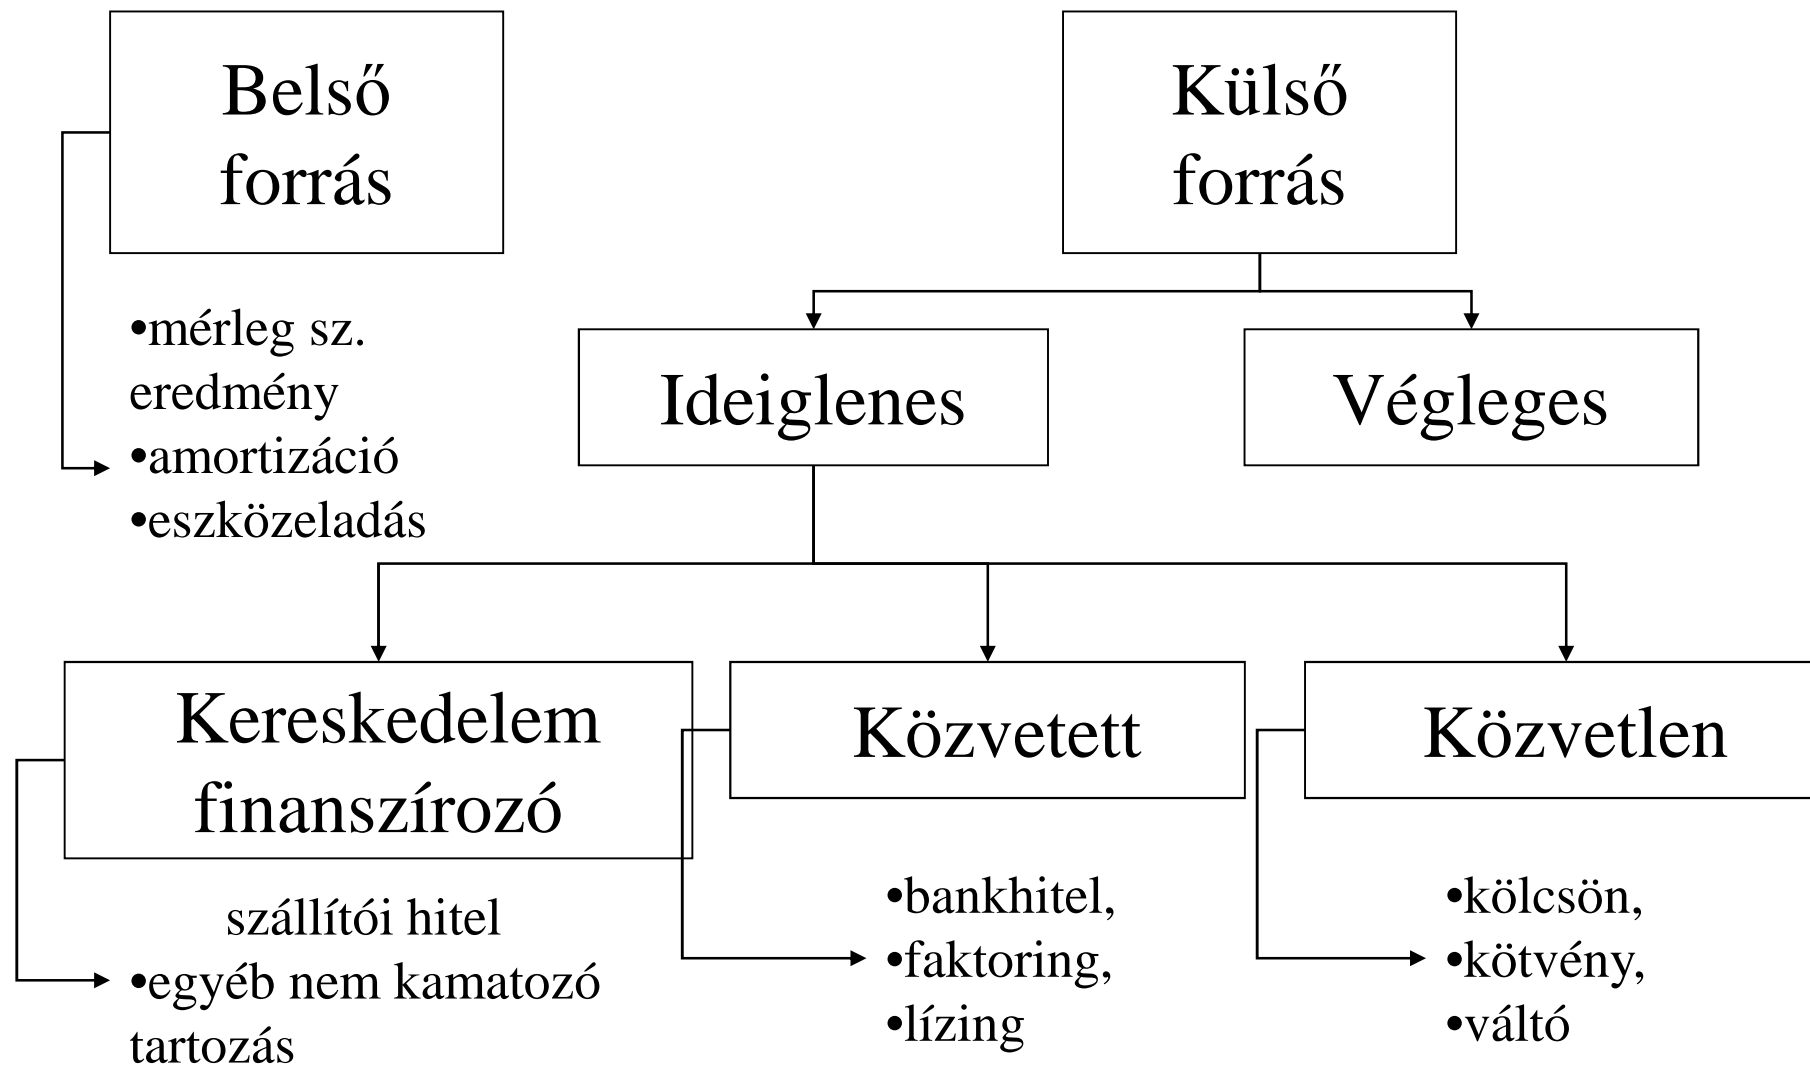 Belső
forrás
Külső
forrás
•mérleg sz.
eredmény
•amortizáció
•eszközeladás
Ideiglenes
Végleges
Kereskedelem
finanszírozó
Közvetett
Közvetlen
szállítói hitel
•egyéb nem kamatozó
tartozás
•bankhitel,
•faktoring,
•lízing
•kölcsön,
•kötvény,
•váltó